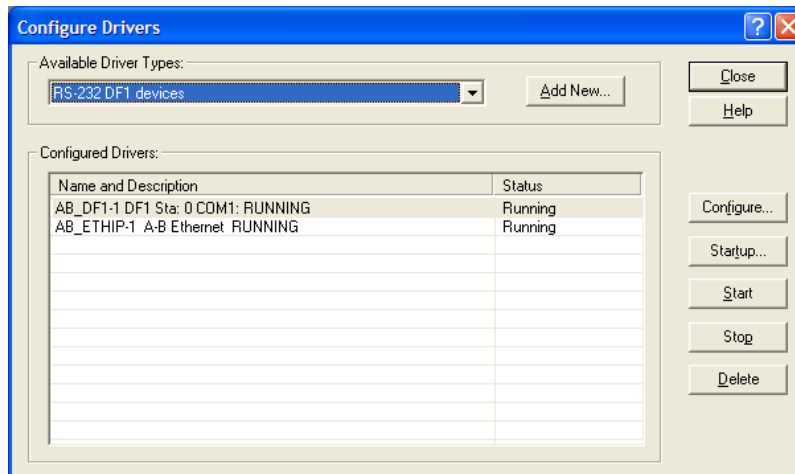 Configure Drivers
Available Driver Types:
RS-232 DF1 devices
Add New...
Close
Help
Configured Drivers:
Name and Description Status
AB_DF1-1 DF1 Sta: 0 COM1: RUNNING Running
AB_ETHIP-1 A-B Ethernet RUNNING Running
Configure...
Startup...
Start
Stop
Delete